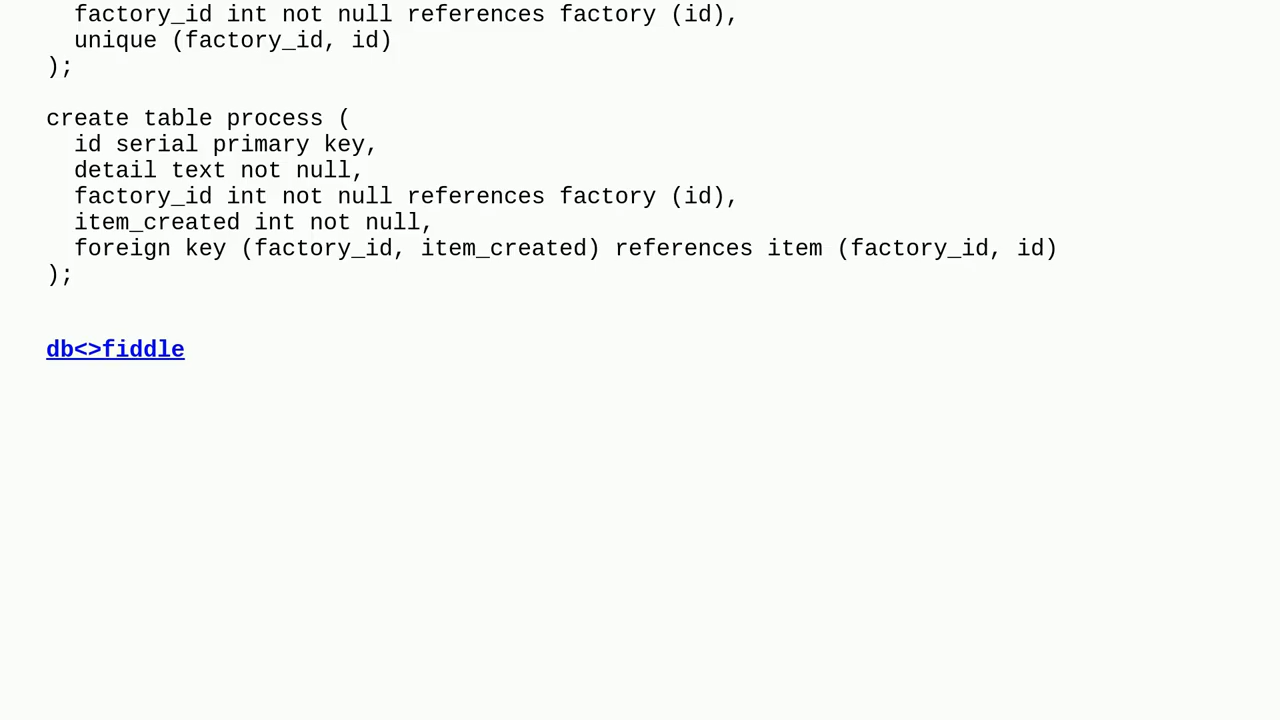 factory_id int not null references factory (id),
unique (factory_id, id)
);
create table process (
id serial primary key,
detail text not null,
factory_id int not null references factory (id),
item_created int not null,
foreign key (factory_id, item_created) references item (factory_id, id)
);
db<>fiddle